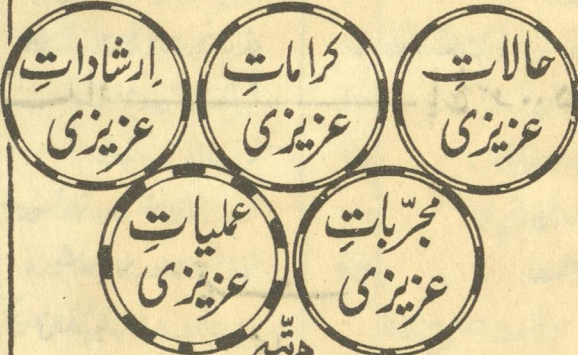 حالاتِ
عزیزی
کراماتِ
عزیزی
اِرشاداتِ
عزیزی
مجرّباتِ
عزیزی
عملیاتِ
عزیزی